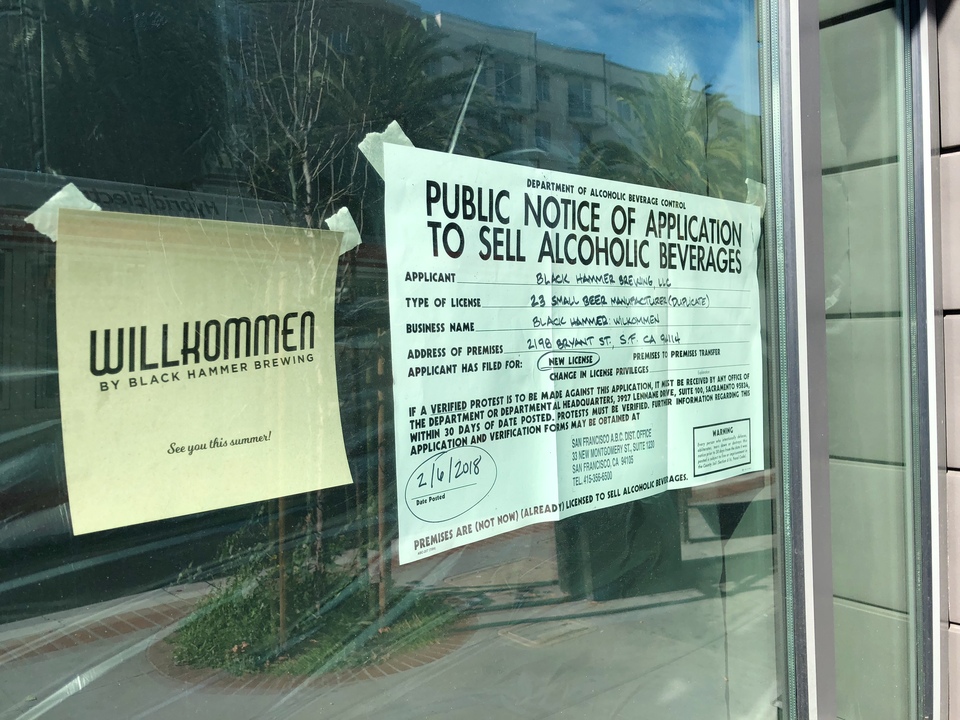 WILLKOMMEN
BY BLACK HAMMER BREWING
See you this summer!
DEPARTMENT OF ALCOHOLIC BEVERAGE CONTROL
PUBLIC NOTICE OF APPLICATION
TO SELL ALCOHOLIC BEVERAGES
APPLICANT BLACK HAMMER BREWING, LLC
TYPE OF LICENSE 23 SMALL BEER MANUFACTURER (DUPLICATE)
BUSINESS NAME BLACK HAMMER: WILKOMMEN
ADDRESS OF PREMISES 2198 BRYANT ST., S.F. CA 94114
APPLICANT HAS FILED FOR: NEW LICENSE PREMISES TO PREMISES TRANSFER
CHANGE IN LICENSE PRIVILEGES
IF A VERIFIED PROTEST IS TO BE MADE AGAINST THIS APPLICATION, IT MUST BE RECEIVED BY ANY OFFICE OF
THE DEPARTMENT OR DEPARTMENTAL HEADQUARTERS, 3927 LENNANE DRIVE, SUITE 100, SACRAMENTO 95834,
WITHIN 30 DAYS OF DATE POSTED. PROTESTS MUST BE VERIFIED. FURTHER INFORMATION REGARDING THIS
APPLICATION AND VERIFICATION FORMS MAY BE OBTAINED AT
SAN FRANCISCO A.B.C. DIST. OFFICE
33 NEW MONTGOMERY ST., SUITE 1230
SAN FRANCISCO, CA 94105
TEL. 415-356-6500
WARNING
2/6/2018
Date Posted
PREMISES ARE (NOT NOW) (ALREADY) LICENSED TO SELL ALCOHOLIC BEVERAGES.